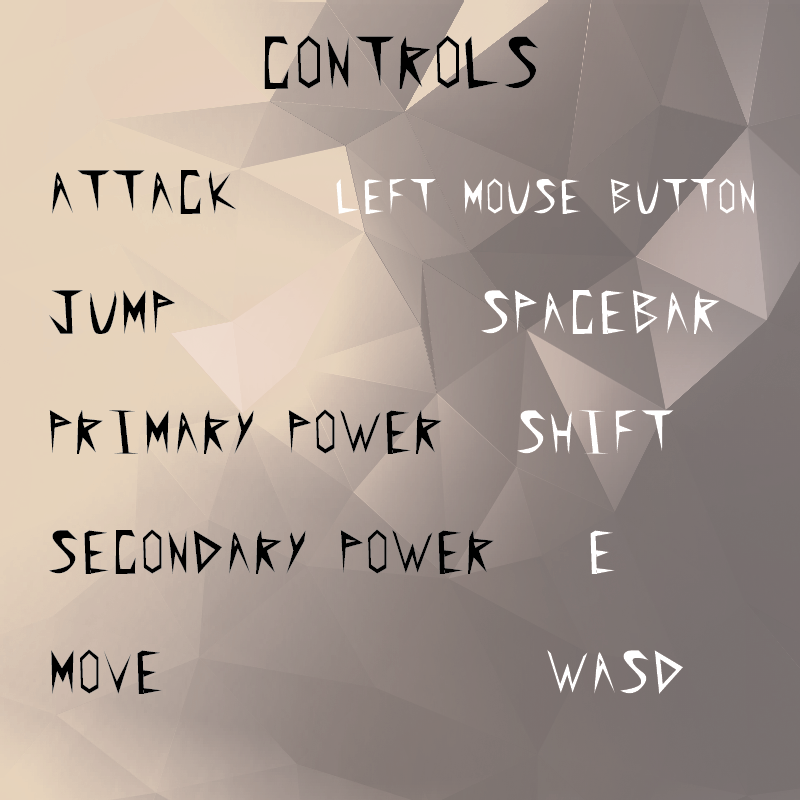 CONTROLS
ATTACK LEFT MOUSE BUTTON
JUMP SPACEBAR
PRIMARY POWER SHIFT
SECONDARY POWER E
MOVE WASD